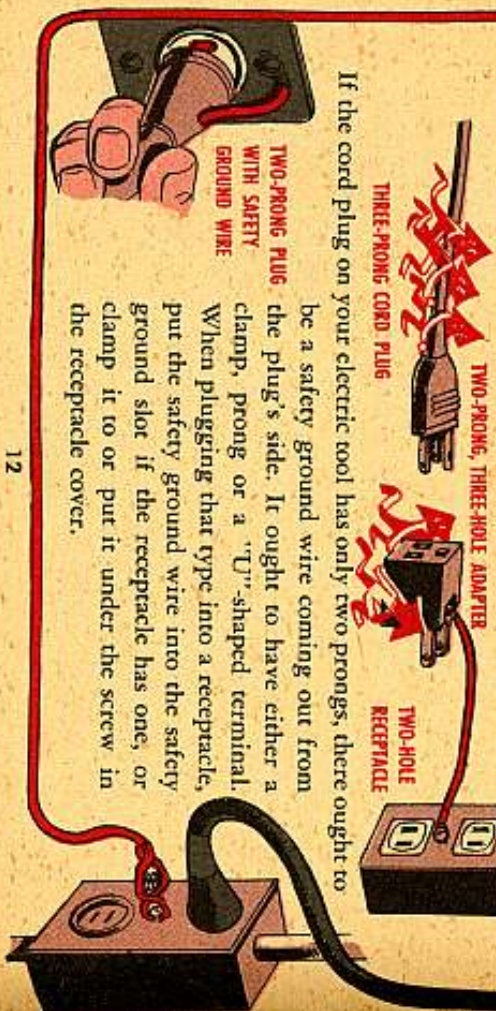 TWO-PRONG, THREE-HOLE ADAPTER
THREE-PRONG CORD PLUG
TWO-HOLE
RECEPTACLE
If the cord plug on your electric tool has only two prongs, there ought to
be a safety ground wire coming out from
the plug's side. It ought to have either a
clamp, prong or a "U"-shaped terminal.
When plugging that type into a receptacle,
put the safety ground wire into the safety
ground slot if the receptacle has one, or
clamp it to or put it under the screw in
the receptacle cover.
TWO-PRONG PLUG
WITH SAFETY
GROUND WIRE
12